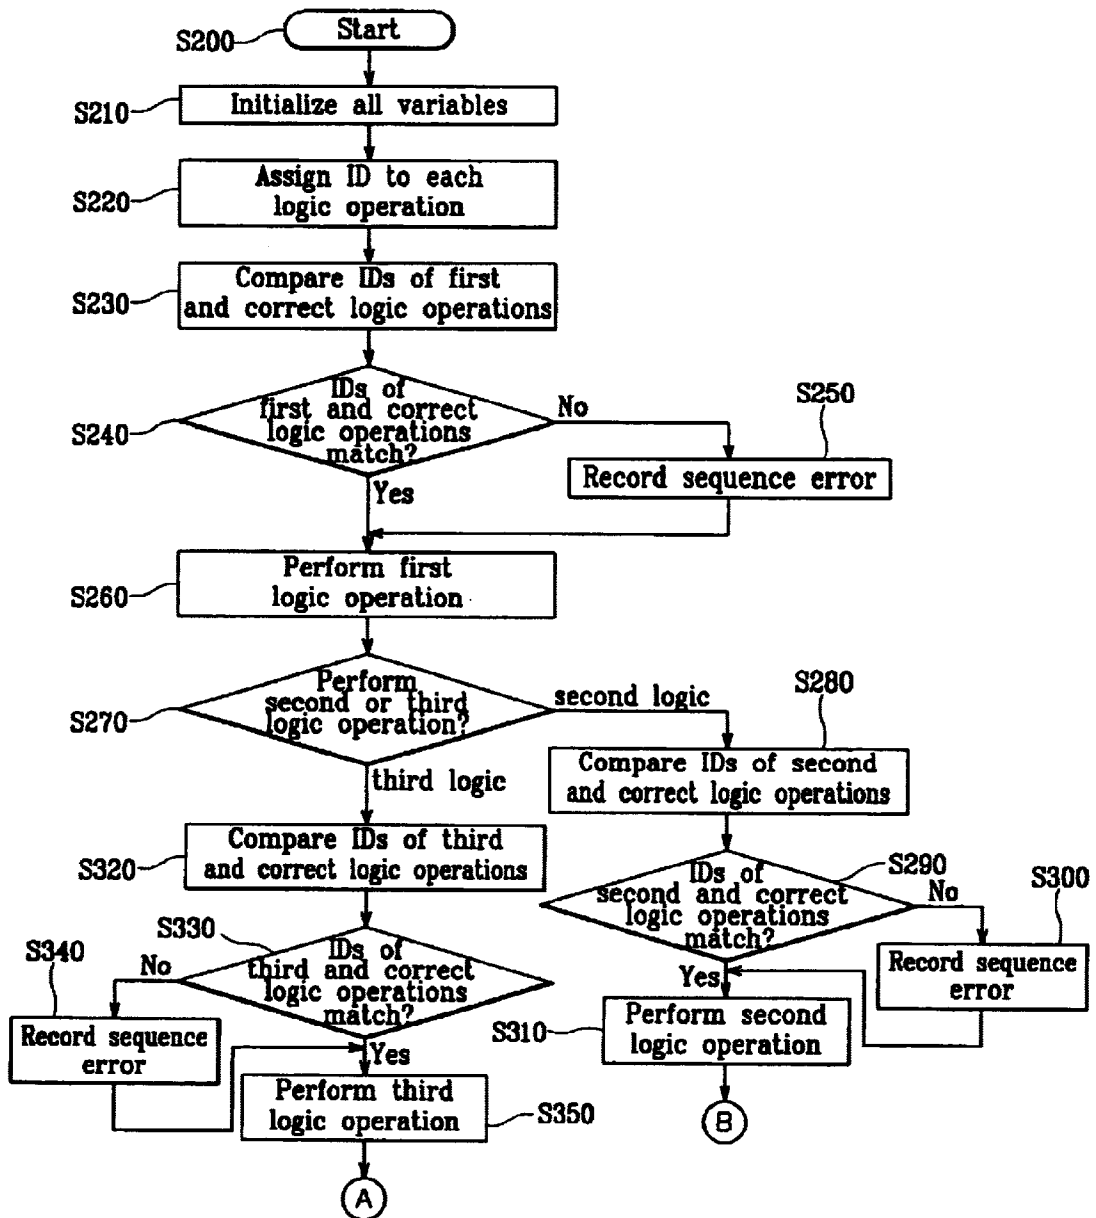 S200
Start
S210
Initialize all variables
S220
Assign ID to each
logic operation
S230
Compare IDs of first
and correct logic operations
S240
IDs of
first and correct
logic operations
match?
No
S250
Record sequence error
Yes
S260
Perform first
logic operation
S270
Perform
second or third
logic operation?
second logic
S280
Compare IDs of second
and correct logic operations
third logic
S320
Compare IDs of third
and correct logic operations
S290
IDs of
second and correct
logic operations
match?
No
S300
Record sequence
error
Yes
S310
Perform second
logic operation
B
S330
IDs of
third and correct
logic operations
match?
No
S340
Record sequence
error
Yes
Perform third
logic operation
S350
A